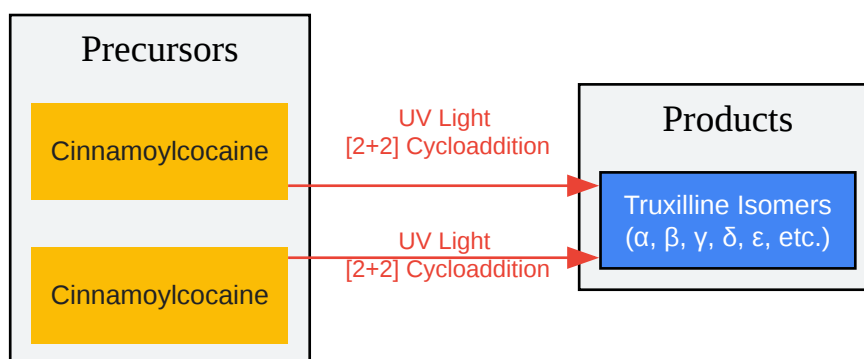 Precursors
Cinnamoylcocaine
Cinnamoylcocaine
UV Light
[2+2] Cycloaddition
UV Light
[2+2] Cycloaddition
Products
Truxilline Isomers
(α, β, γ, δ, ε, etc.)